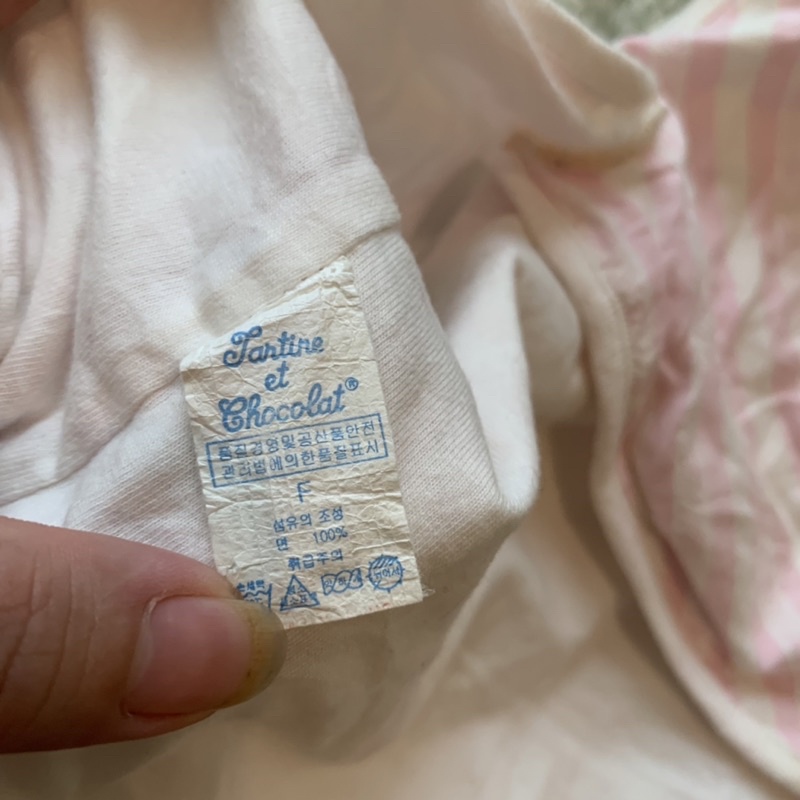 Tartine
et
Chocolat®
품질경영및공산품안전
관리법에의한품질표시
F
섬유의 조성
면 100%
취급주의